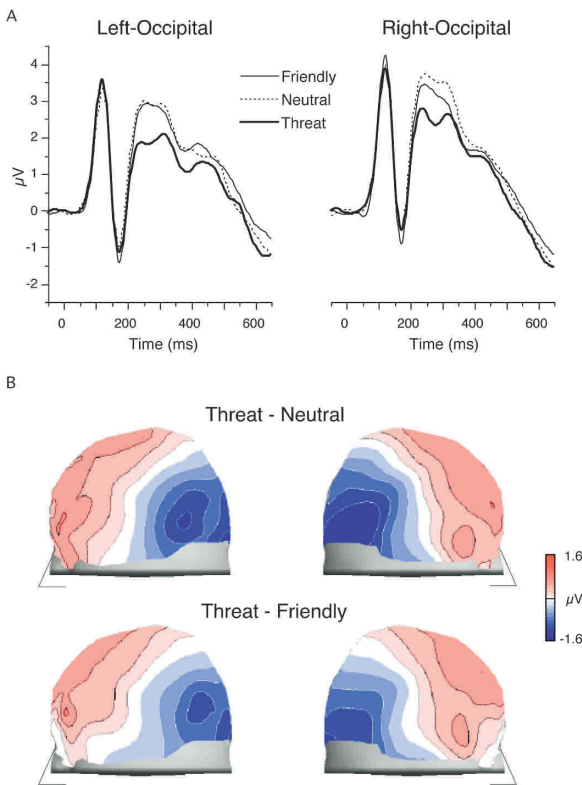 A
Left-Occipital
Right-Occipital
Friendly
Neutral
Threat
4
3
2
1
0
-1
-2
µV
0 200 400 600
0 200 400 600
Time (ms)
Time (ms)
B
Threat - Neutral
1.6
µV
-1.6
Threat - Friendly